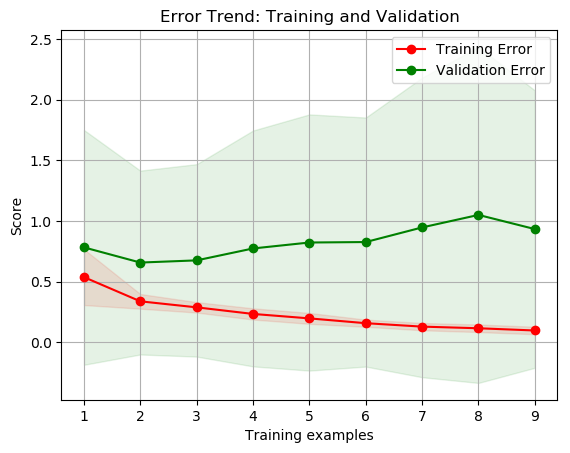 Error Trend: Training and Validation
Training Error
Validation Error
2.5
2.0
1.5
1.0
0.5
0.0
Score
1 2 3 4 5 6 7 8 9
Training examples